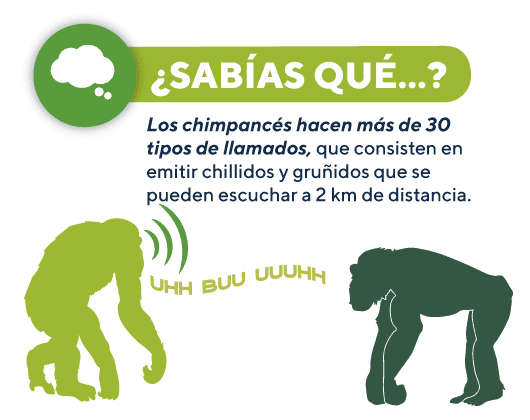 ¿SABÍAS QUÉ...?
Los chimpancés hacen más de 30
tipos de llamados, que consisten en
emitir chillidos y gruñidos que se
pueden escuchar a 2 km de distancia.
UHH BUU UUUHH